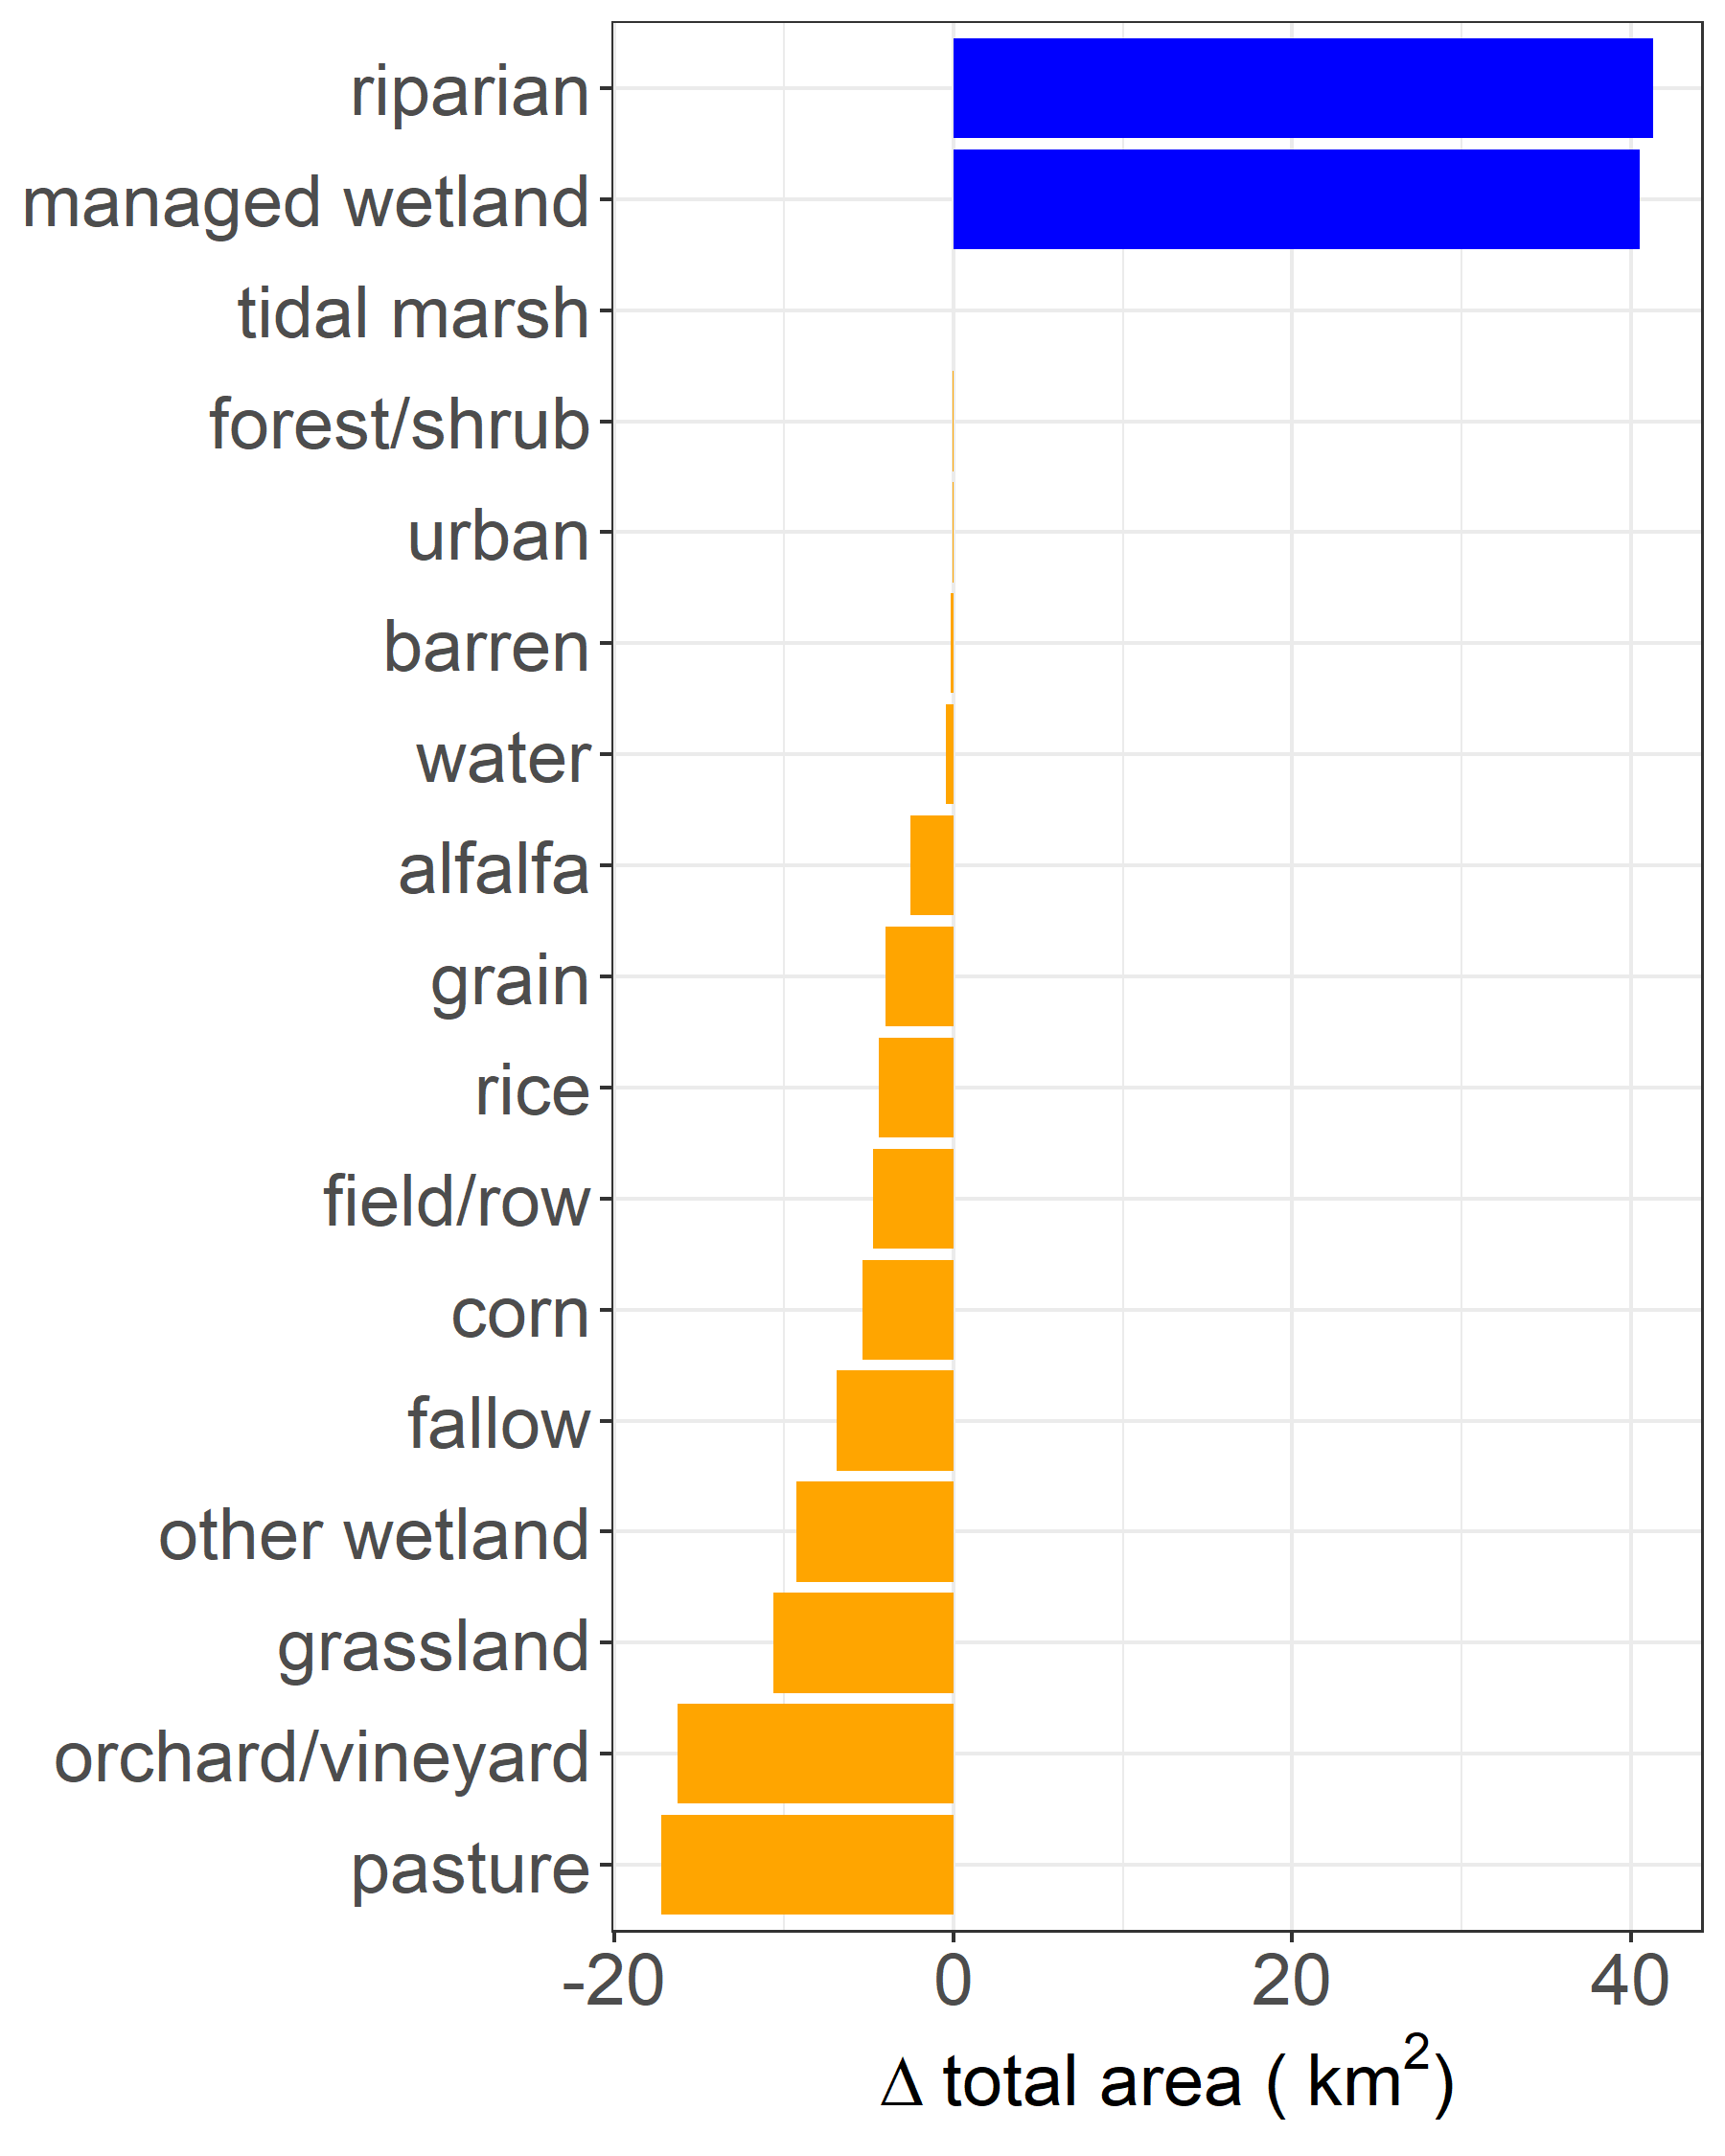 riparian
managed wetland
tidal marsh
forest/shrub
urban
barren
water
alfalfa
grain
rice
field/row
corn
fallow
other wetland
grassland
orchard/vineyard
pasture
-20 0 20 40
Δ total area ( km²)